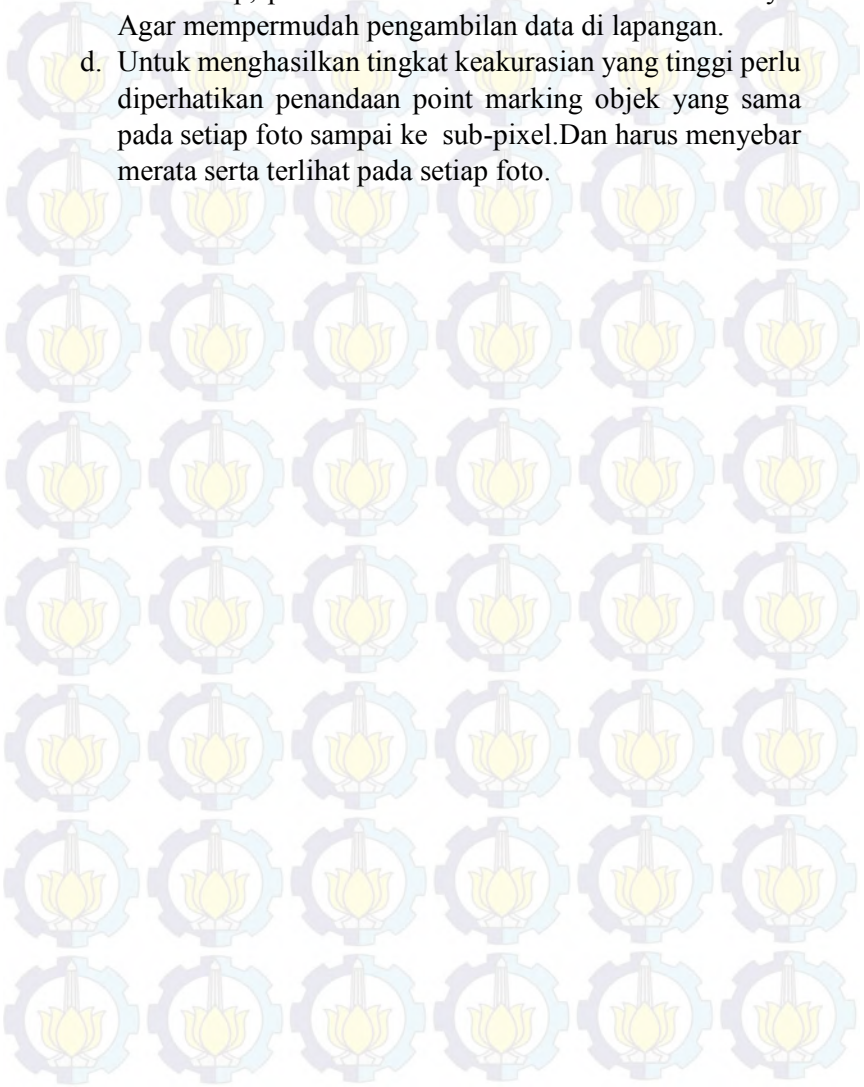 Agar mempermudah pengambilan data di lapangan.
d. Untuk menghasilkan tingkat keakurasian yang tinggi perlu
diperhatikan penandaan point marking objek yang sama
pada setiap foto sampai ke sub-pixel.Dan harus menyebar
merata serta terlihat pada setiap foto.